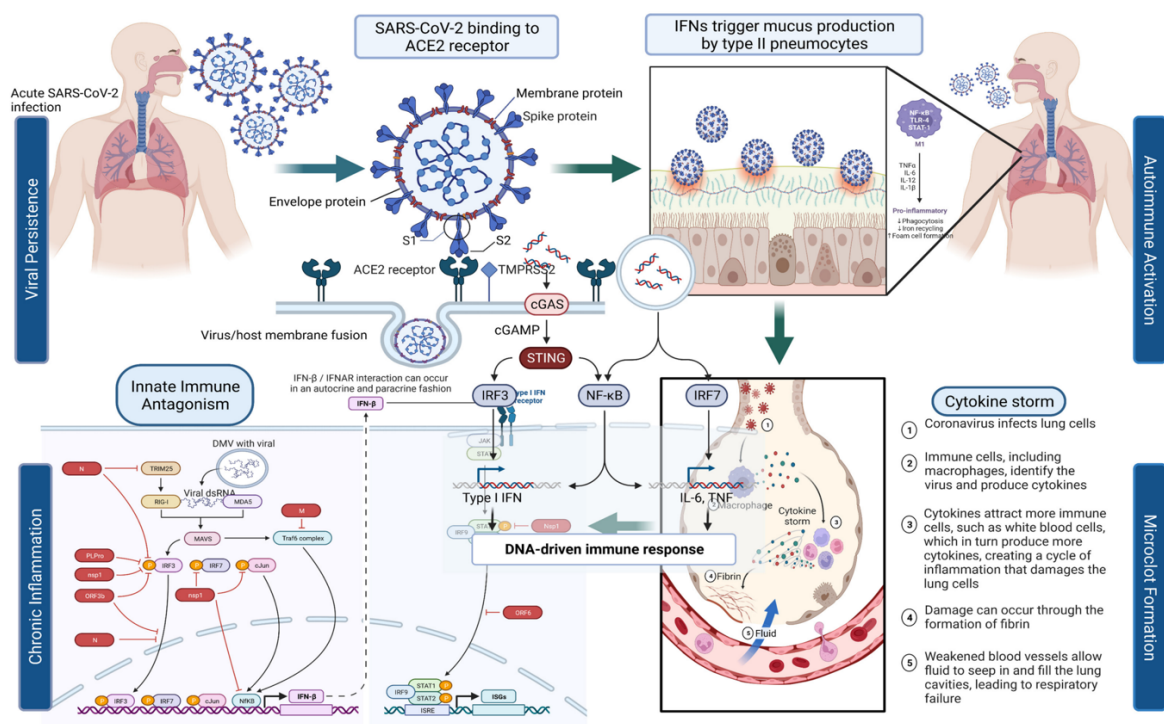 SARS-CoV-2 binding to
ACE2 receptor
IFNs trigger mucus production
by type II pneumocytes
Acute SARS-CoV-2
infection
Viral Persistence
Membrane protein
Spike protein
Envelope protein
S1
S2
NF-κB
TLR-4
STAT-1
M1
TNFα
IL-6
IL-12
IL-1β
Pro-inflammatory
↓Phagocytosis
↓Iron recycling
↑Foam cell formation
Autoimmune Activation
ACE2 receptor
TMPRSS2
cGAS
Virus/host membrane fusion
cGAMP
STING
Innate Immune
Antagonism
IFN-β / IFNAR interaction can occur
in an autocrine and paracrine fashion
IFN-β
IRF3
Type I IFN
receptor
NF-κB
IRF7
Chronic Inflammation
DMV with viral
N
TRIM25
Viral dsRNA
RIG-I
MDA5
M
MAVS
Traf6 complex
PLPro
nsp1
ORF3b
P
IRF3
P
IRF7
P
cJun
nsp1
N
P
IRF3
P
IRF7
P
cJun
NfKB
IFN-β
JAK
STAT
Type I IFN
IL-6, TNF
STAT
P
IRF9
Nsp1
DNA-driven immune response
ORF6
STAT1
P
IRF9
STAT2
P
ISRE
ISGs
1
2
Macrophage
Cytokine
storm
3
4
Fibrin
5
Fluid
Cytokine storm
1
Coronavirus infects lung cells
2
Immune cells, including
macrophages, identify the
virus and produce cytokines
3
Cytokines attract more immune
cells, such as white blood cells,
which in turn produce more
cytokines, creating a cycle of
inflammation that damages the
lung cells
4
Damage can occur through the
formation of fibrin
5
Weakened blood vessels allow
fluid to seep in and fill the lung
cavities, leading to respiratory
failure
Microclot Formation